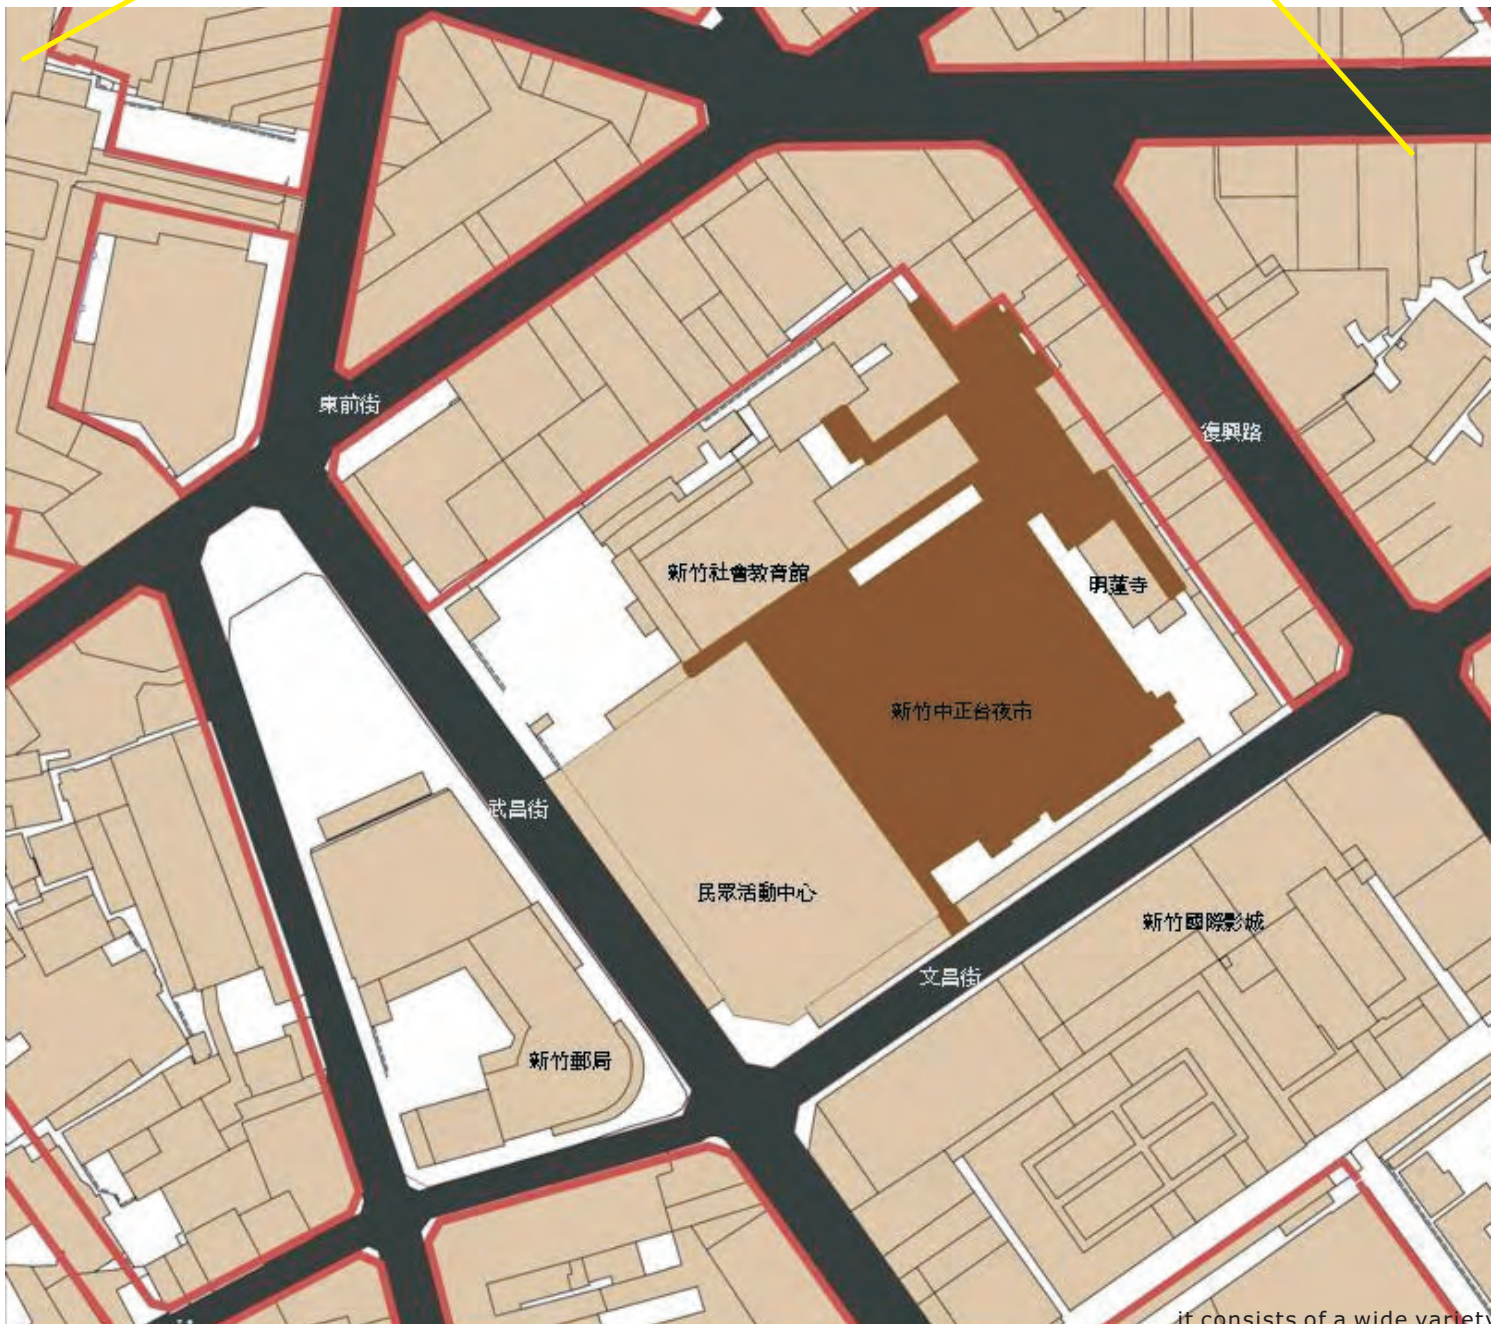 東前街
復興路
新竹社會教育館
明蓮寺
新竹中正台夜市
武昌街
民眾活動中心
新竹國際影城
文昌街
新竹郵局
it consists of a wide variety